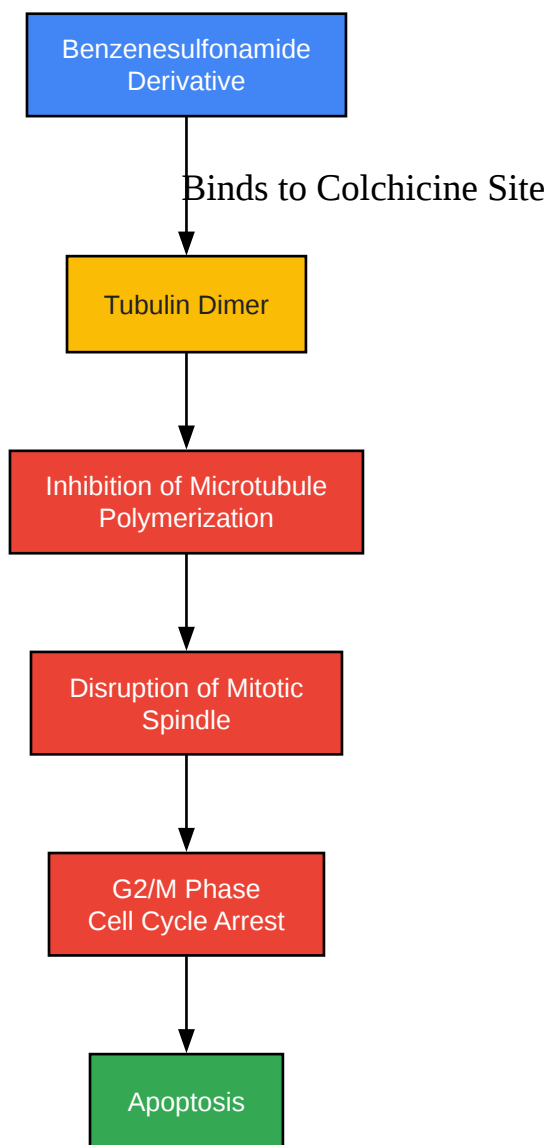 Benzenesulfonamide
Derivative
Binds to Colchicine Site
Tubulin Dimer
Inhibition of Microtubule
Polymerization
Disruption of Mitotic
Spindle
G2/M Phase
Cell Cycle Arrest
Apoptosis